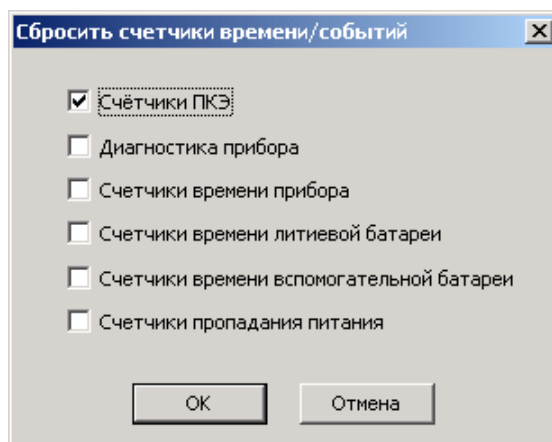 Сбросить счетчики времени/событий
Счётчики ПКЭ
Диагностика прибора
Счетчики времени прибора
Счетчики времени литиевой батареи
Счетчики времени вспомогательной батареи
Счетчики пропадания питания
ОК Отмена